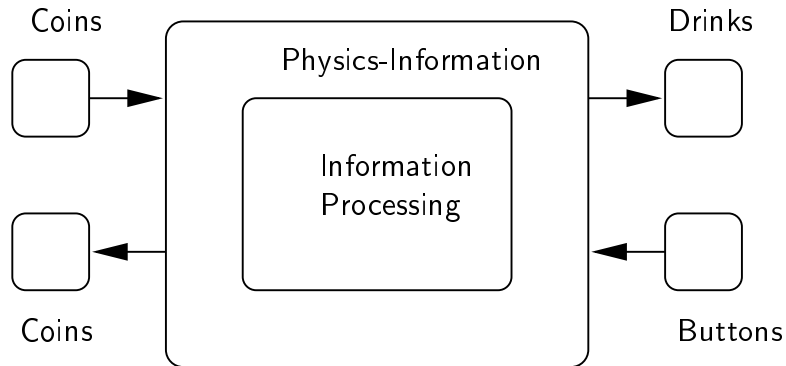 Coins
Drinks
Physics-Information
Information
Processing
Coins
Buttons